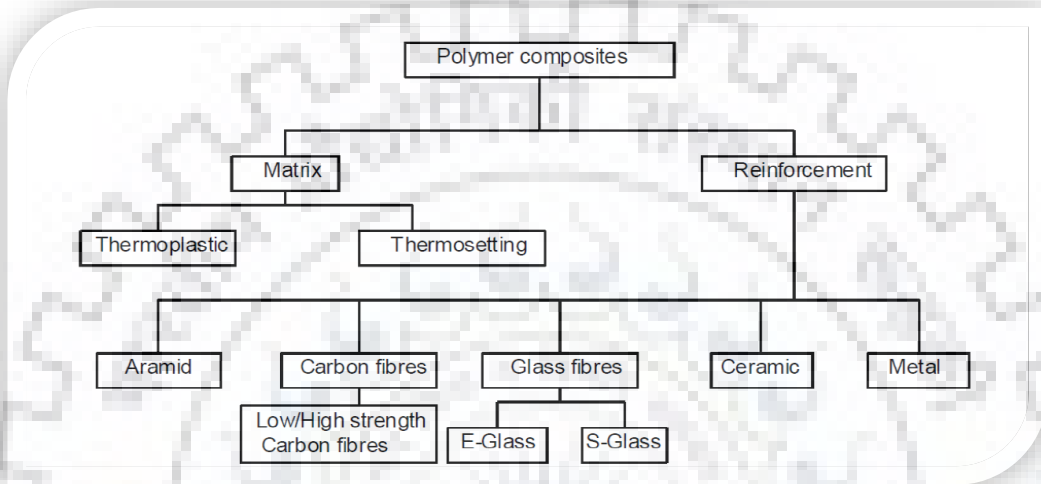 Polymer composites
Matrix
Reinforcement
Thermoplastic
Thermosetting
Aramid
Carbon fibres
Glass fibres
Ceramic
Metal
Low/High strength
Carbon fibres
E-Glass
S-Glass